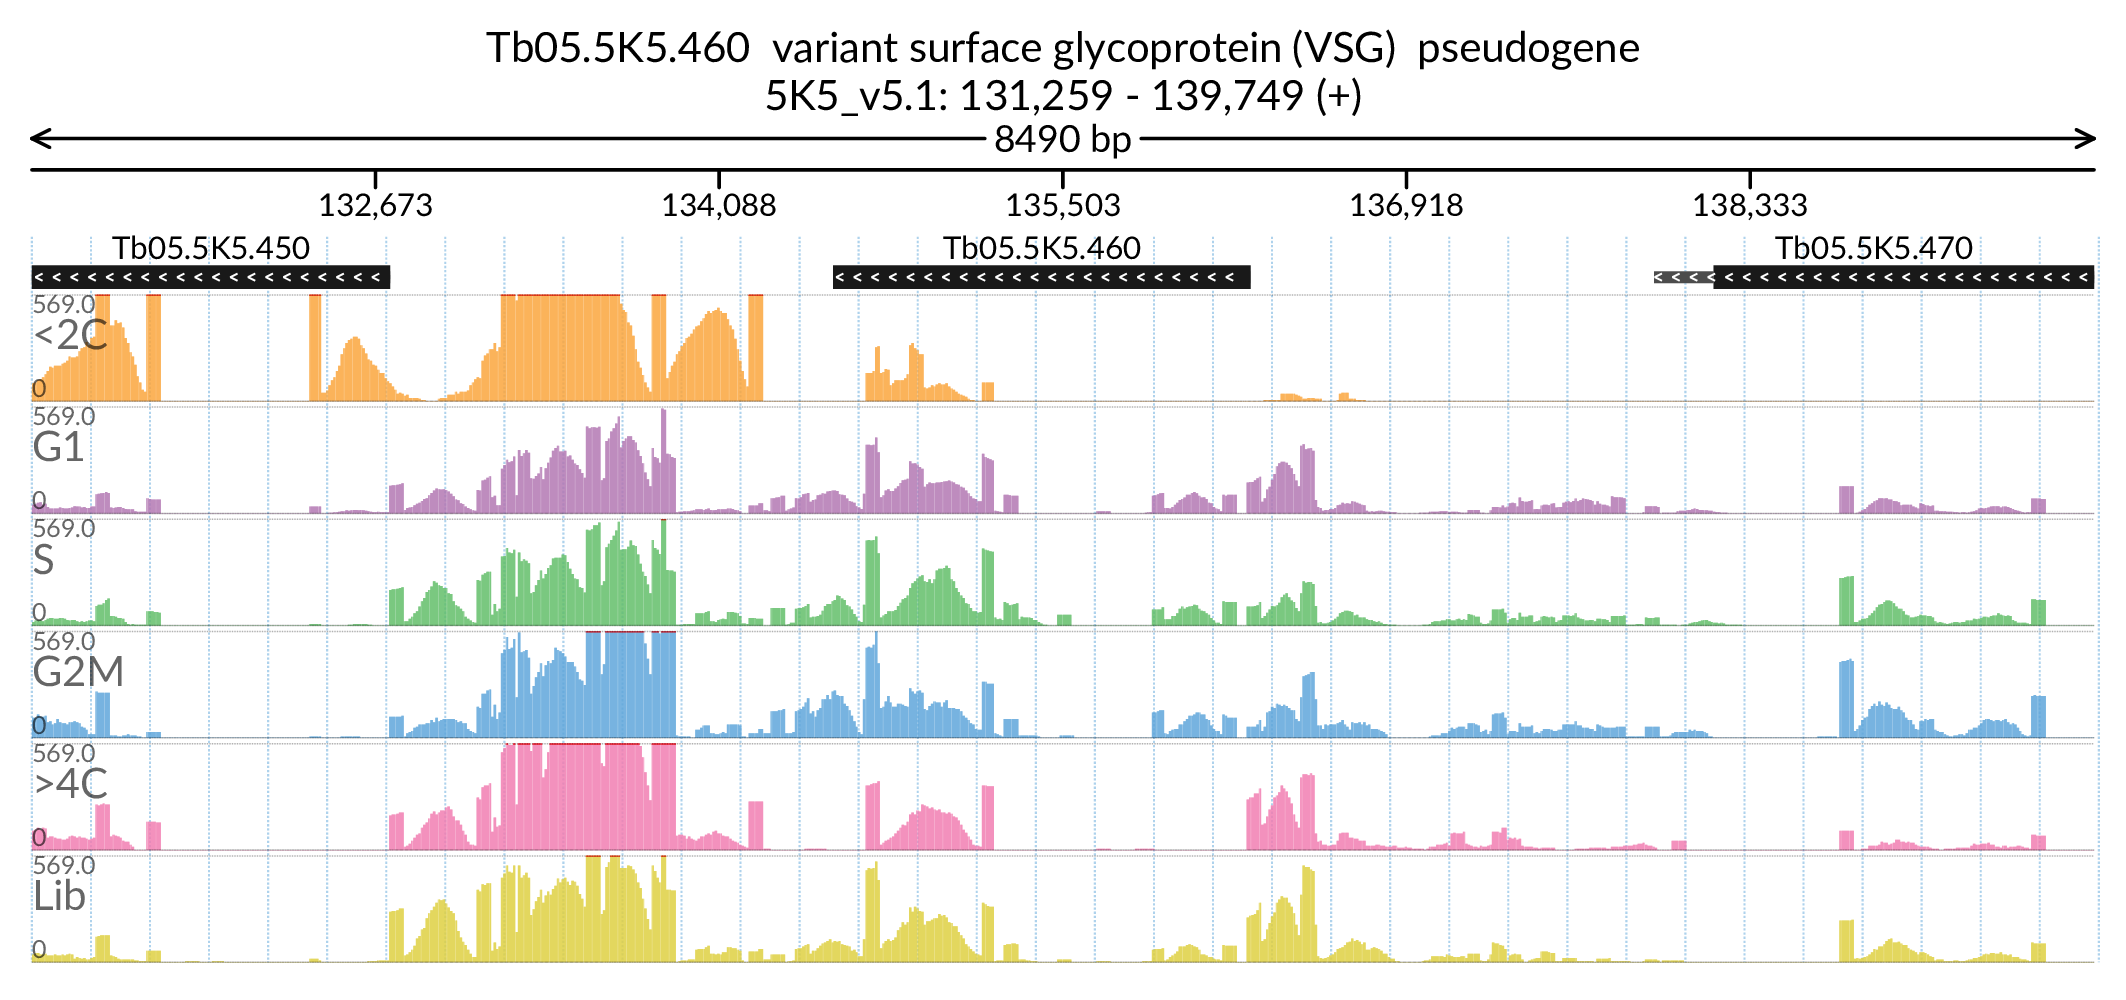 Tb05.5K5.460 variant surface glycoprotein (VSG) pseudogene
5K5_v5.1: 131,259 - 139,749 (+)
8490 bp
132,673 134,088 135,503 136,918 138,333
Tb05.5K5.450 Tb05.5K5.460 Tb05.5K5.470
569.0
<2C
0
569.0
G1
0
569.0
S
0
569.0
G2M
0
569.0
>4C
0
569.0
Lib
0